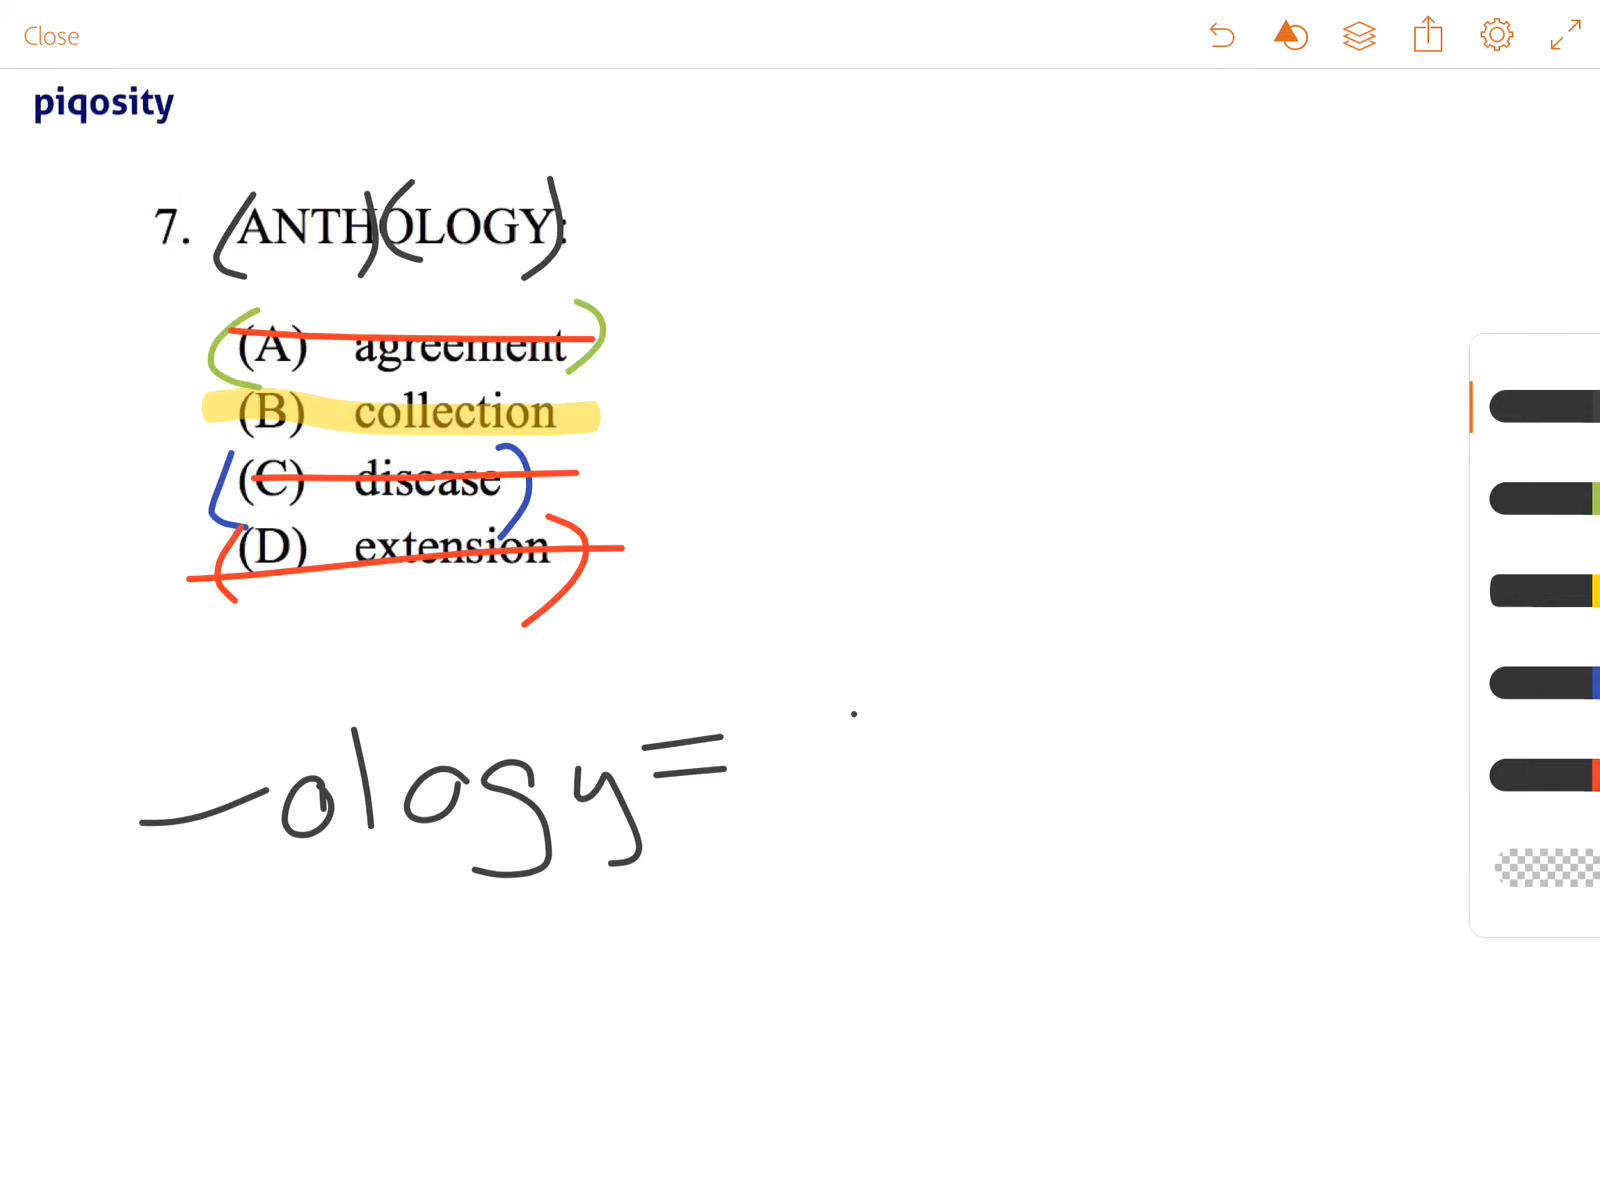 Close
piqosity
7. ANTHOLOGY:
(A) agreement
(B) collection
(C) disease
(D) extension
-ology=